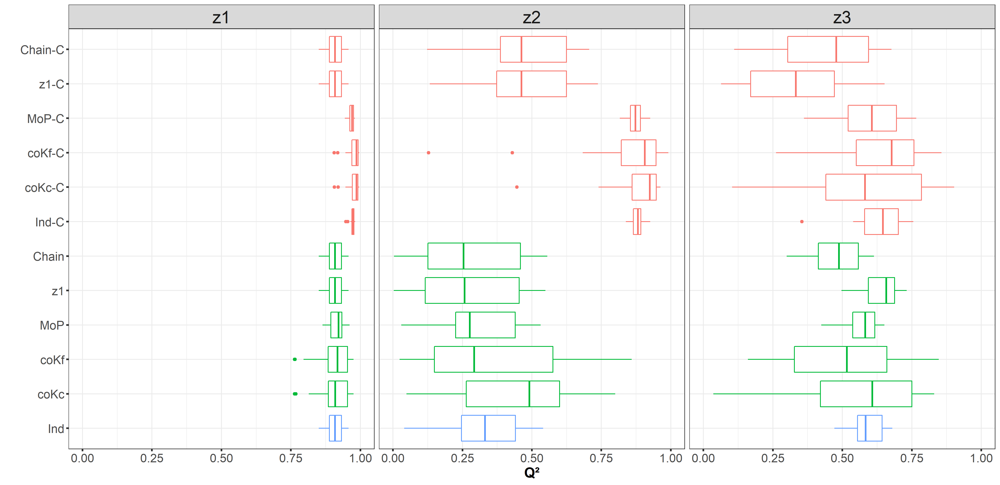 z1 z2 z3
Chain-C
z1-C
MoP-C
coKf-C
coKc-C
Ind-C
Chain
z1
MoP
coKf
coKc
Ind
0.00 0.25 0.50 0.75 1.00 0.00 0.25 0.50 0.75 1.00 0.00 0.25 0.50 0.75 1.00
Q²